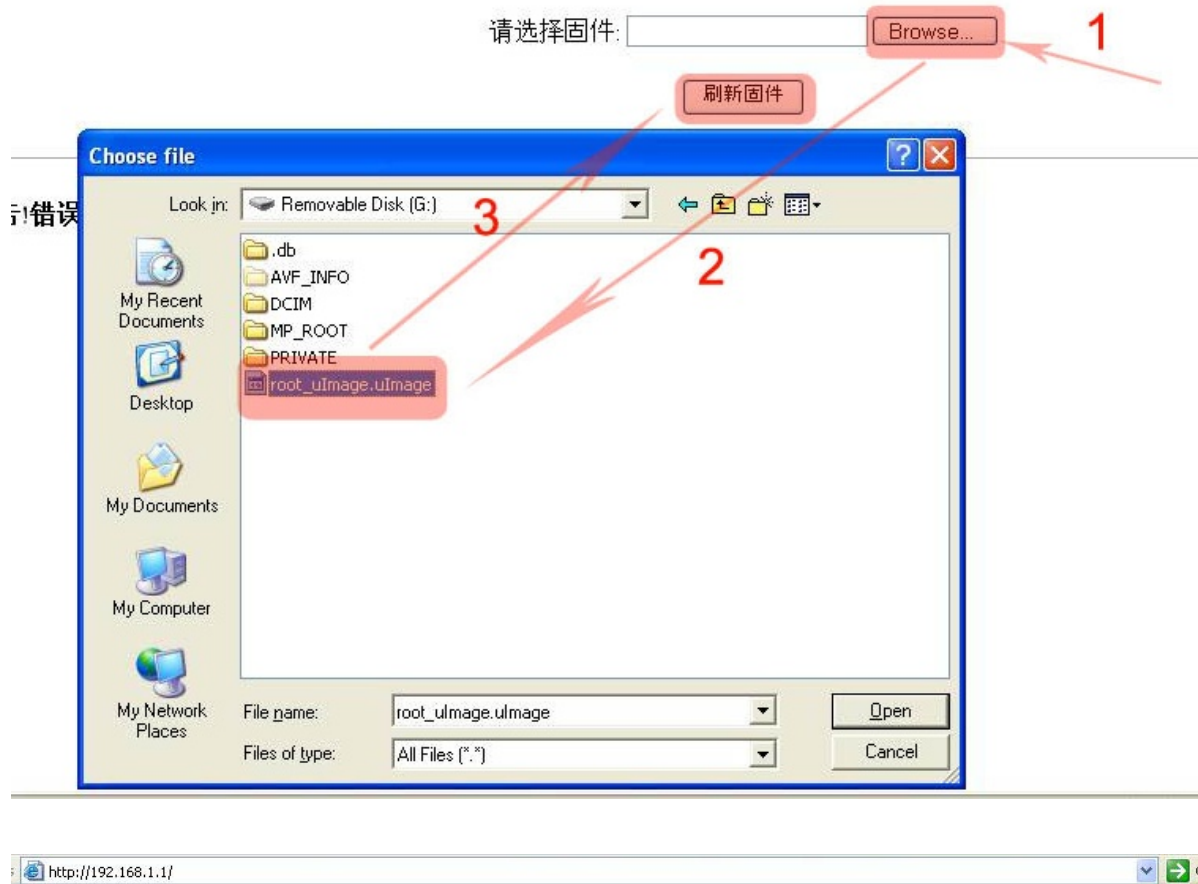 请选择固件:
Browse...
1
刷新固件
Choose file
!错误
Look in:
Removable Disk (G:)
3
2
.db
AVF_INFO
DCIM
MP_ROOT
PRIVATE
root_uImage.uImage
My Recent
Documents
Desktop
My Documents
My Computer
My Network
Places
File name:
root_uImage.uImage
Open
Files of type:
All Files (*.*)
Cancel
http://192.168.1.1/